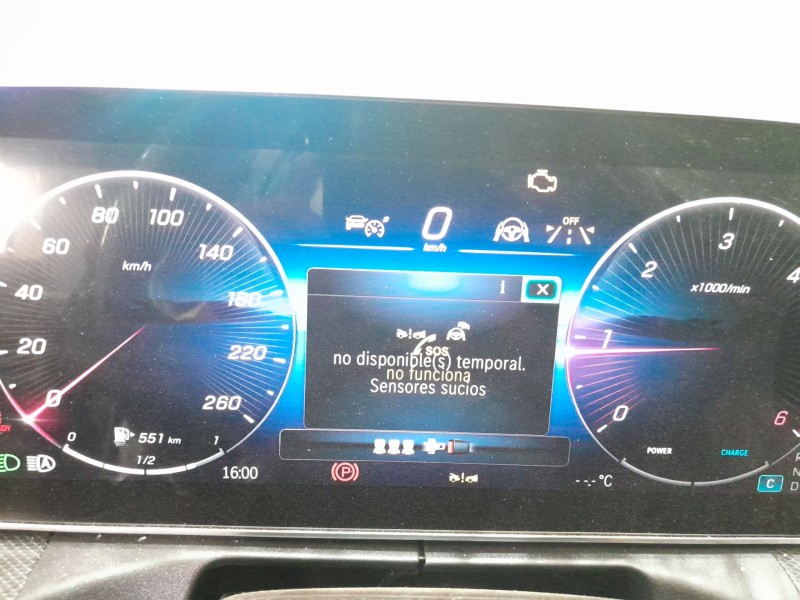 OFF
0
km/h
80 100
60
140
km/h
40
180
20
220
0
260
551 km
0 1
1/2
16:00
i X
SOS
no disponible(s) temporal.
no funciona
Sensores sucios
P
A
3
2
4
x1000/min
1
0
6
POWER
CHARGE
--.-°C
R
N
D
C